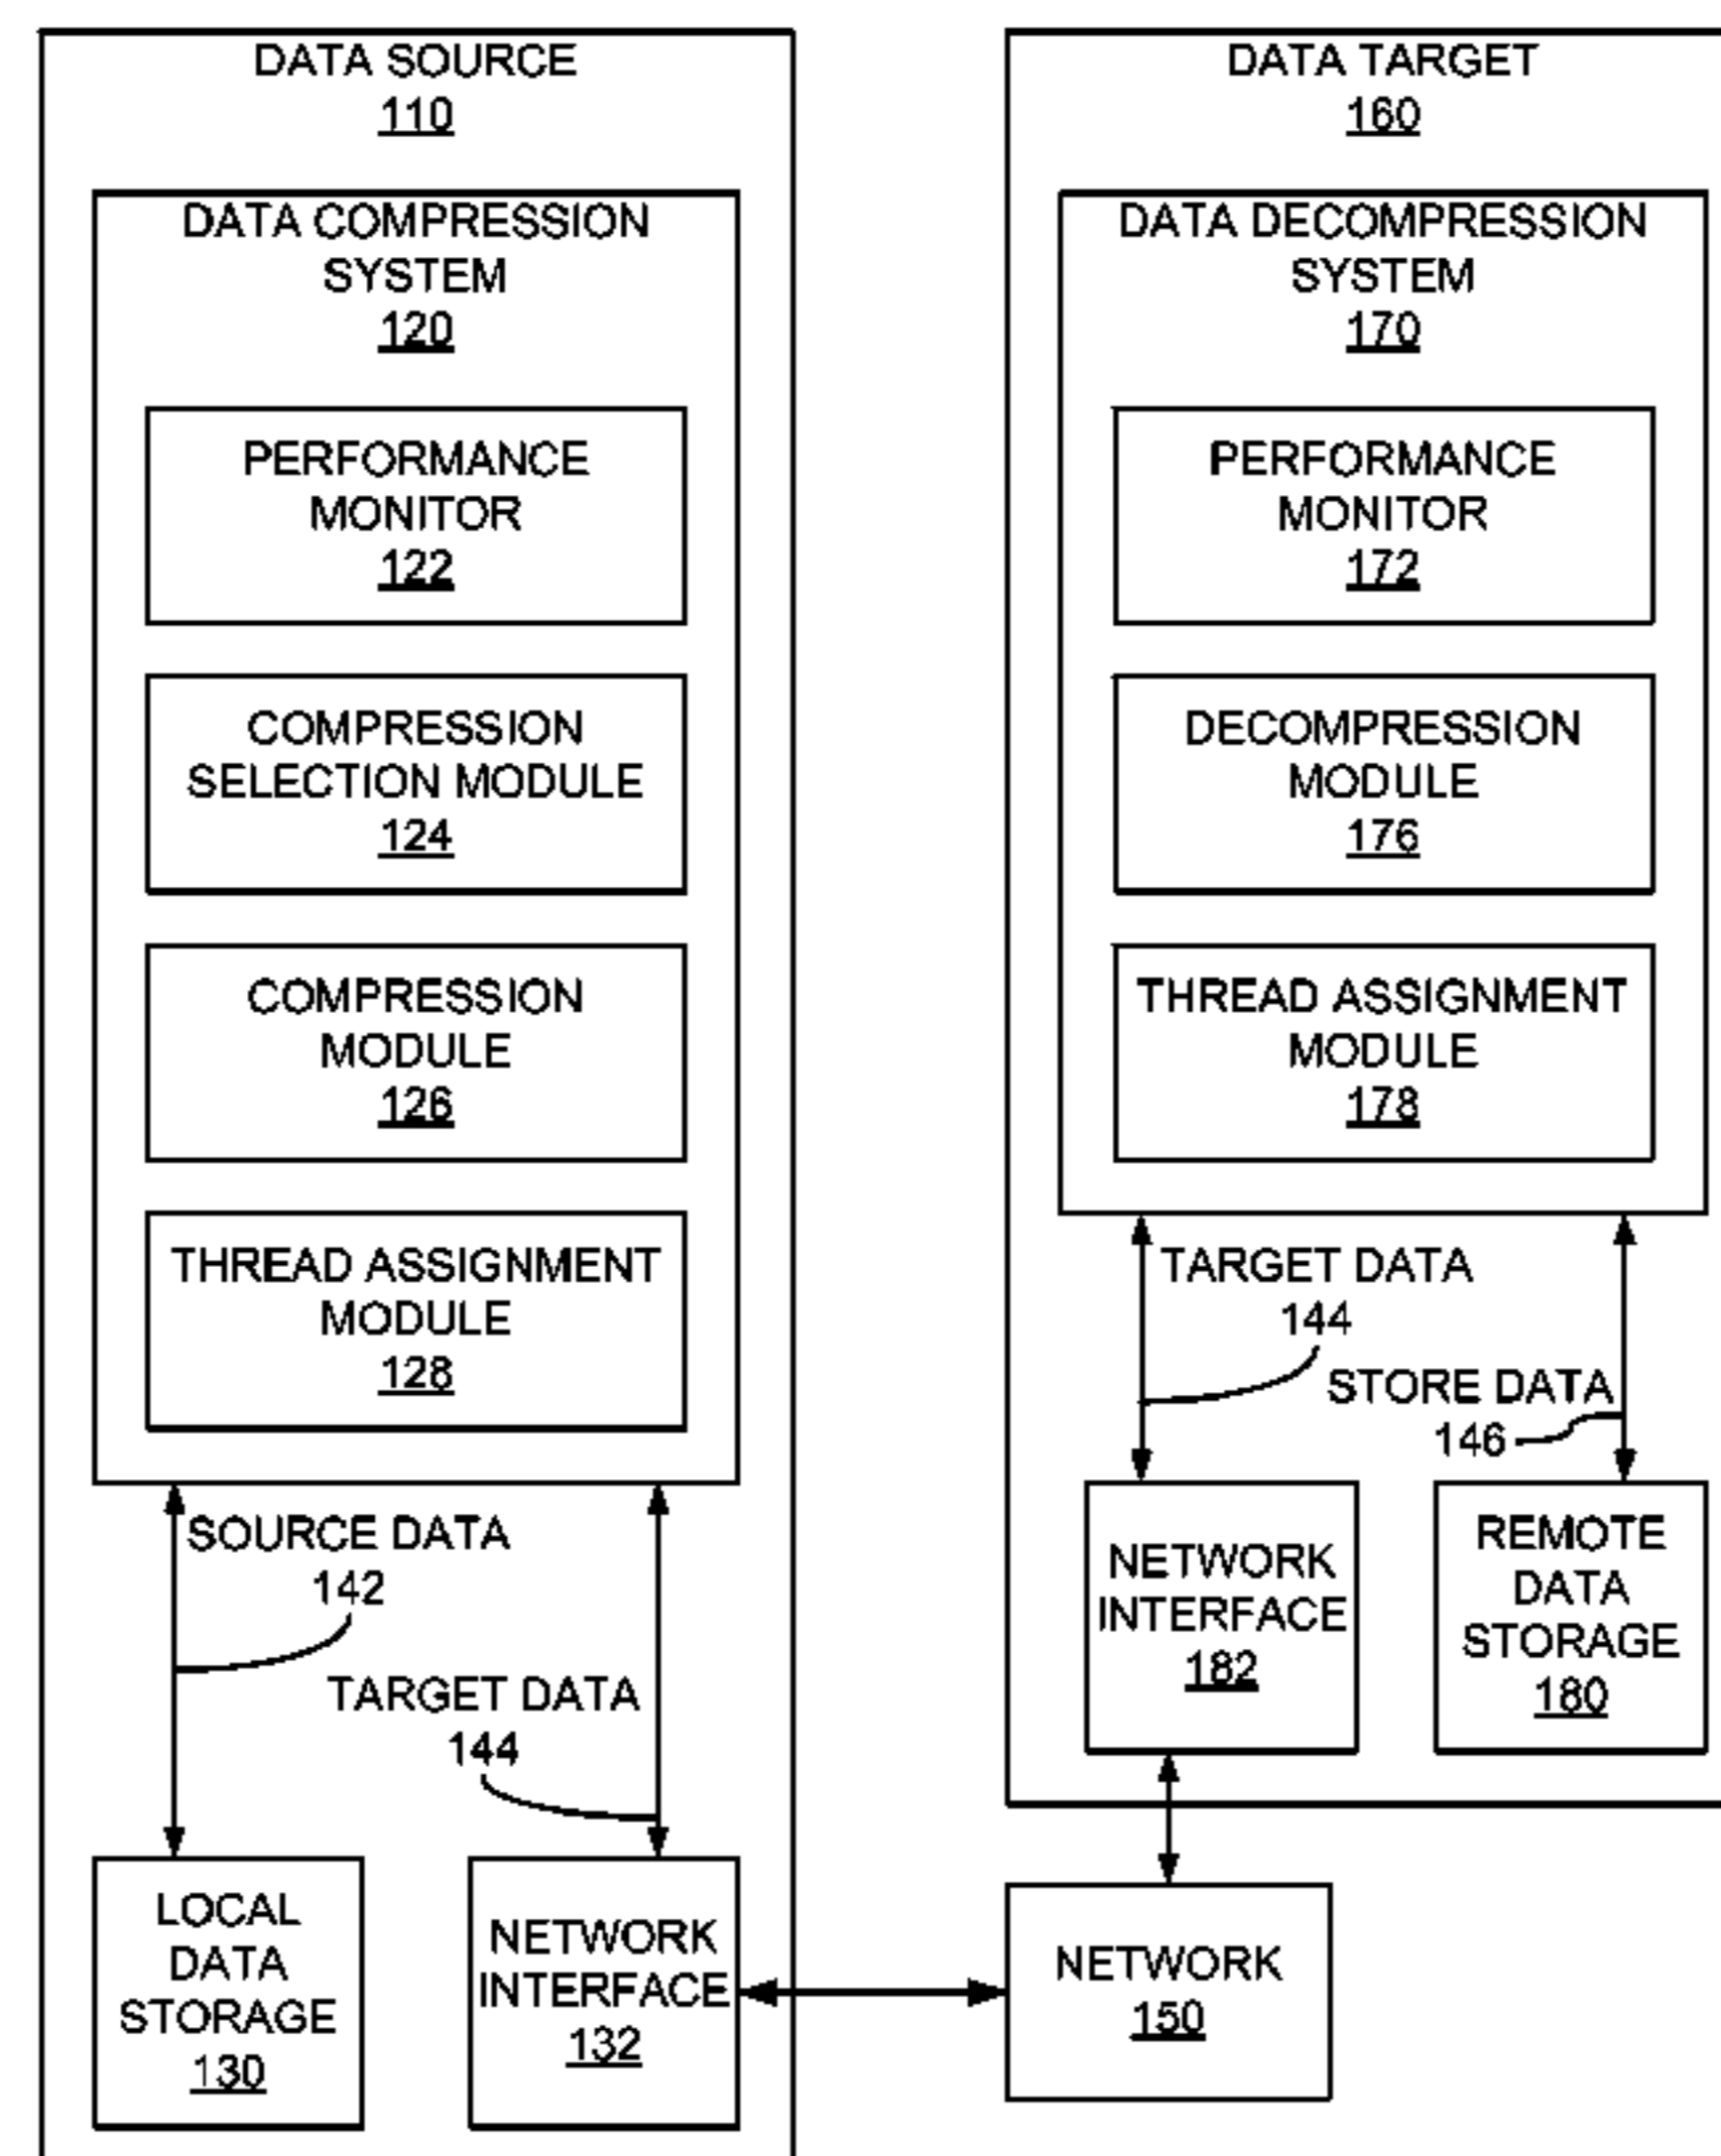 DATA SOURCE
110
DATA COMPRESSION
SYSTEM
120
PERFORMANCE
MONITOR
122
COMPRESSION
SELECTION MODULE
124
COMPRESSION
MODULE
126
THREAD ASSIGNMENT
MODULE
128
SOURCE DATA
142
TARGET DATA
144
LOCAL
DATA
STORAGE
130
NETWORK
INTERFACE
132
DATA TARGET
160
DATA DECOMPRESSION
SYSTEM
170
PERFORMANCE
MONITOR
172
DECOMPRESSION
MODULE
176
THREAD ASSIGNMENT
MODULE
178
TARGET DATA
144
STORE DATA
146
NETWORK
INTERFACE
182
REMOTE
DATA
STORAGE
180
NETWORK
150